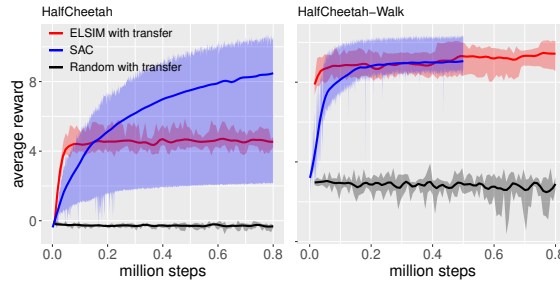 HalfCheetah
HalfCheetah−Walk
ELSIM with transfer
SAC
Random with transfer
average reward
8
4
0
0.0 0.2 0.4 0.6 0.8
0.0 0.2 0.4 0.6 0.8
million steps
million steps